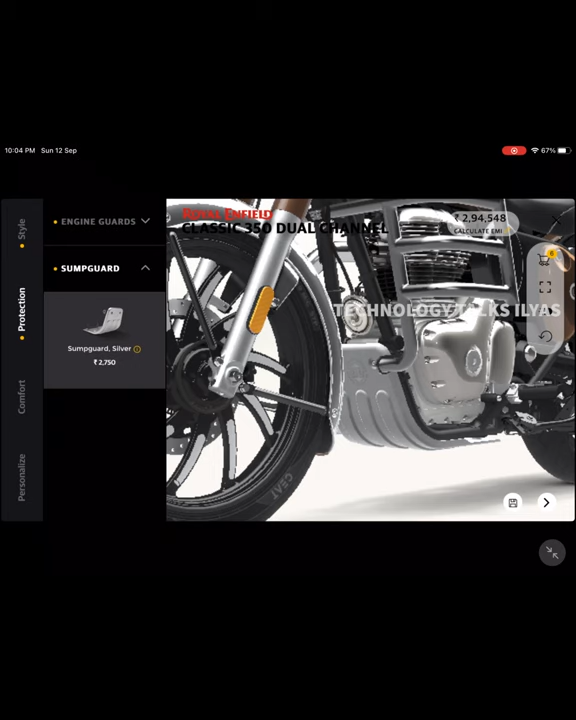 10:04 PM Sun 12 Sep
67%
Style
Protection
Comfort
Personalize
ENGINE GUARDS
SUMPGUARD
Sumpguard, Silver
₹ 2,750
ROYAL ENFIELD
CLASSIC 350 DUAL CHANNEL
₹ 2,94,548
CALCULATE EMI
6
TECHNOLOGY TALKS ILYAS
CEAT